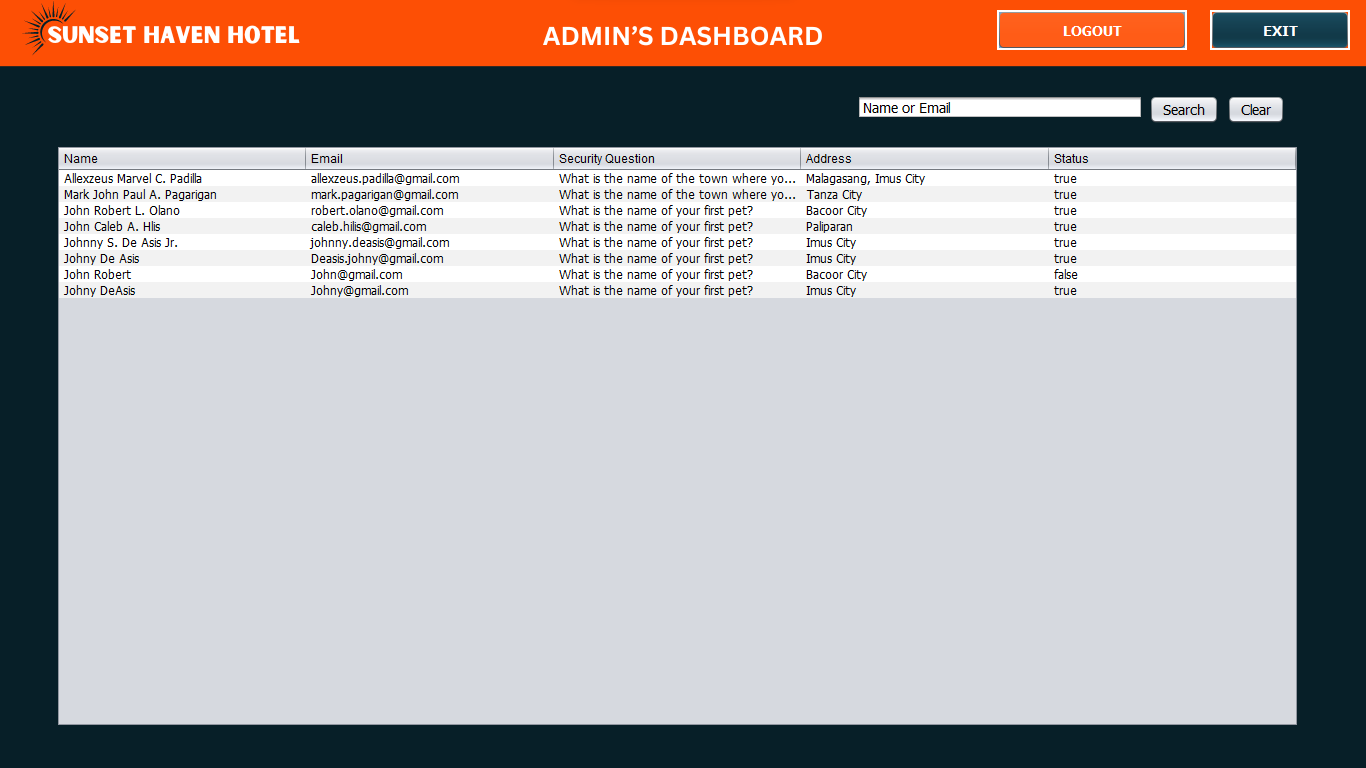 SUNSET HAVEN HOTEL ADMIN'S DASHBOARD LOGOUT EXIT
Name or Email Search Clear
Name Email Security Question Address Status
Allexzeus Marvel C. Padilla allexzeus.padilla@gmail.com What is the name of the town where yo... Malagasang, Imus City true
Mark John Paul A. Pagarigan mark.pagarigan@gmail.com What is the name of the town where yo... Tanza City true
John Robert L. Olano robert.olano@gmail.com What is the name of your first pet? Bacoor City true
John Caleb A. Hlis caleb.hilis@gmail.com What is the name of your first pet? Paliparan true
Johnny S. De Asis Jr. johnny.deasis@gmail.com What is the name of your first pet? Imus City true
Johny De Asis Deasis.johny@gmail.com What is the name of your first pet? Imus City true
John Robert John@gmail.com What is the name of your first pet? Bacoor City false
Johny DeAsis Johny@gmail.com What is the name of your first pet? Imus City true